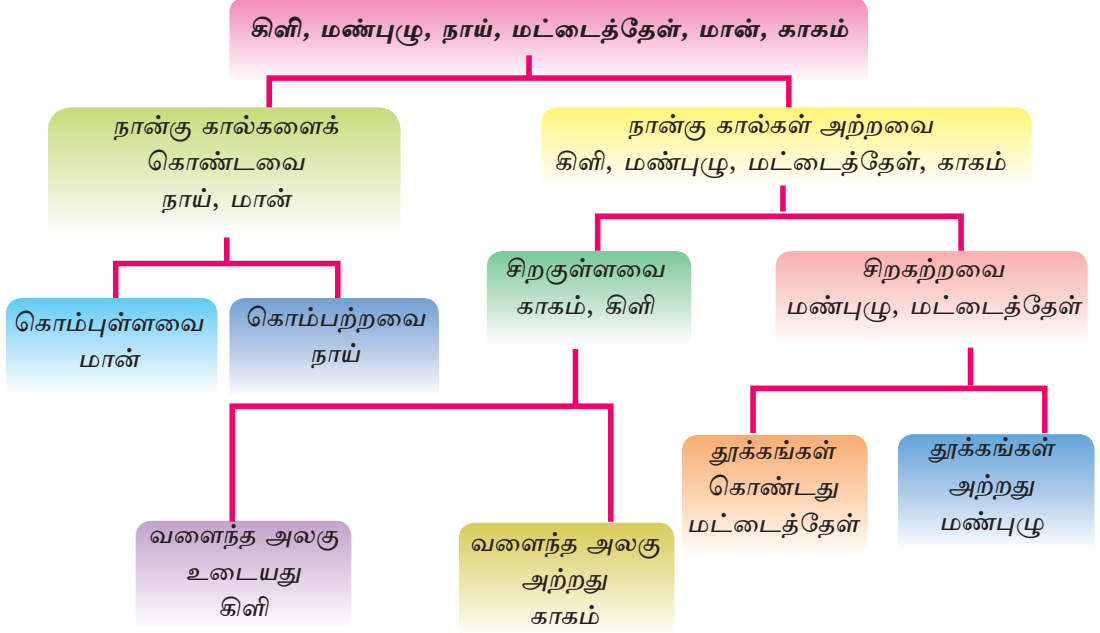 கிளி, மண்புழு, நாய், மட்டைத்தேள், மான், காகம்
நான்கு கால்களைக்
கொண்டவை
நாய், மான்
நான்கு கால்கள் அற்றவை
கிளி, மண்புழு, மட்டைத்தேள், காகம்
கொம்புள்ளவை
மான்
கொம்பற்றவை
நாய்
சிறகுள்ளவை
காகம், கிளி
சிறகற்றவை
மண்புழு, மட்டைத்தேள்
வளைந்த அலகு
உடையது
கிளி
வளைந்த அலகு
அற்றது
காகம்
தூக்கங்கள்
கொண்டது
மட்டைத்தேள்
தூக்கங்கள்
அற்றது
மண்புழு